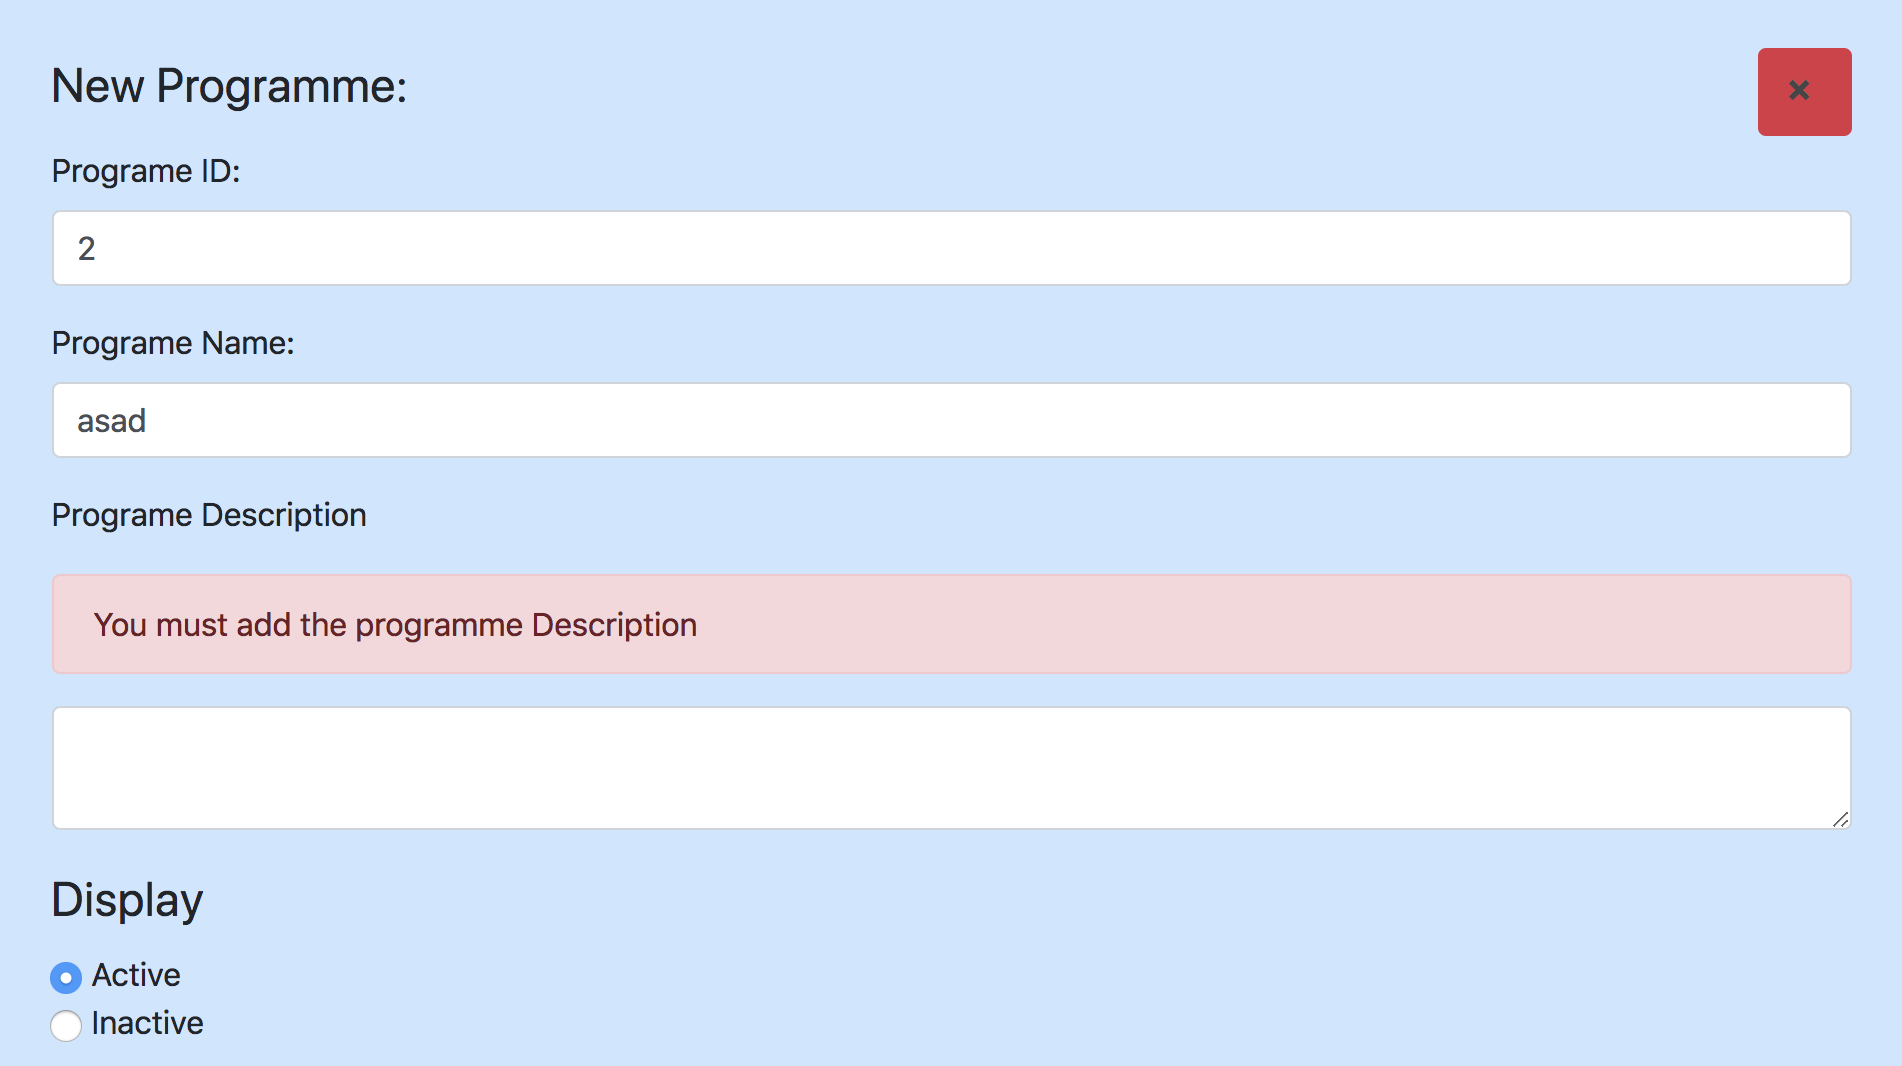 New Programme:
Programe ID:
2
Programe Name:
asad
Programe Description
You must add the programme Description
Display
Active
Inactive